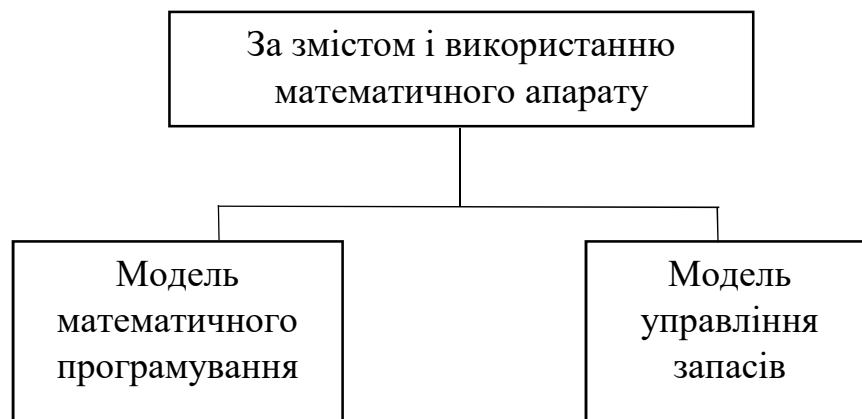 За змістом і використанню
математичного апарату
Модель
математичного
програмування
Модель
управління
запасів